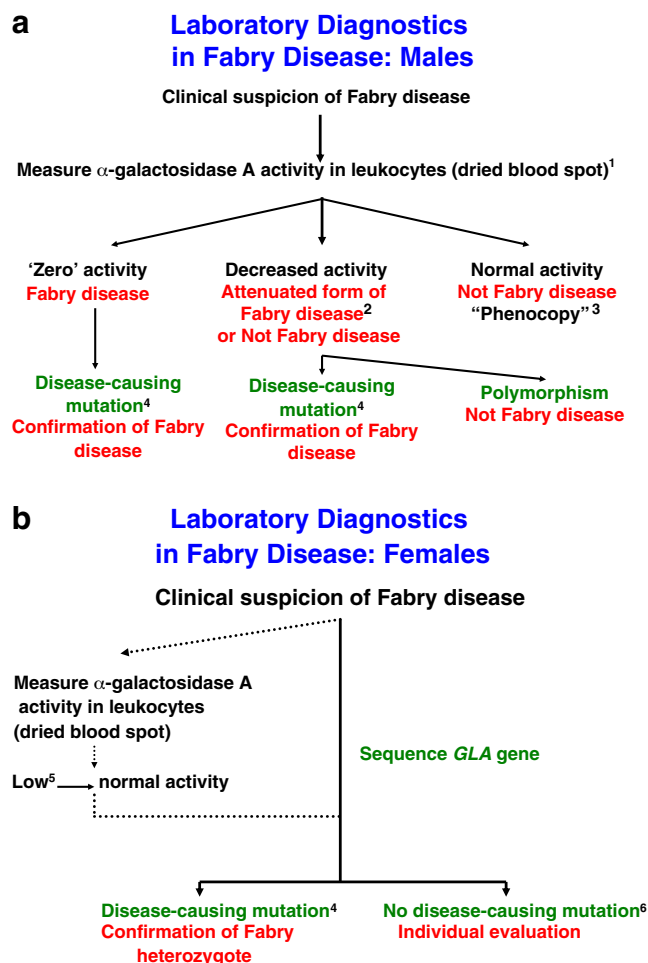 a
Laboratory Diagnostics
in Fabry Disease: Males
Clinical suspicion of Fabry disease
Measure α-galactosidase A activity in leukocytes (dried blood spot)1
‘Zero’ activity
Fabry disease
Decreased activity
Attenuated form of
Fabry disease2
or Not Fabry disease
Normal activity
Not Fabry disease
“Phenocopy”3
Disease-causing
mutation4
Confirmation of Fabry
disease
Disease-causing
mutation4
Confirmation of Fabry
disease
Polymorphism
Not Fabry disease
b
Laboratory Diagnostics
in Fabry Disease: Females
Clinical suspicion of Fabry disease
Measure α-galactosidase A
activity in leukocytes
(dried blood spot)
Sequence GLA gene
Low5 normal activity
Disease-causing mutation4
Confirmation of Fabry
heterozygote
No disease-causing mutation6
Individual evaluation